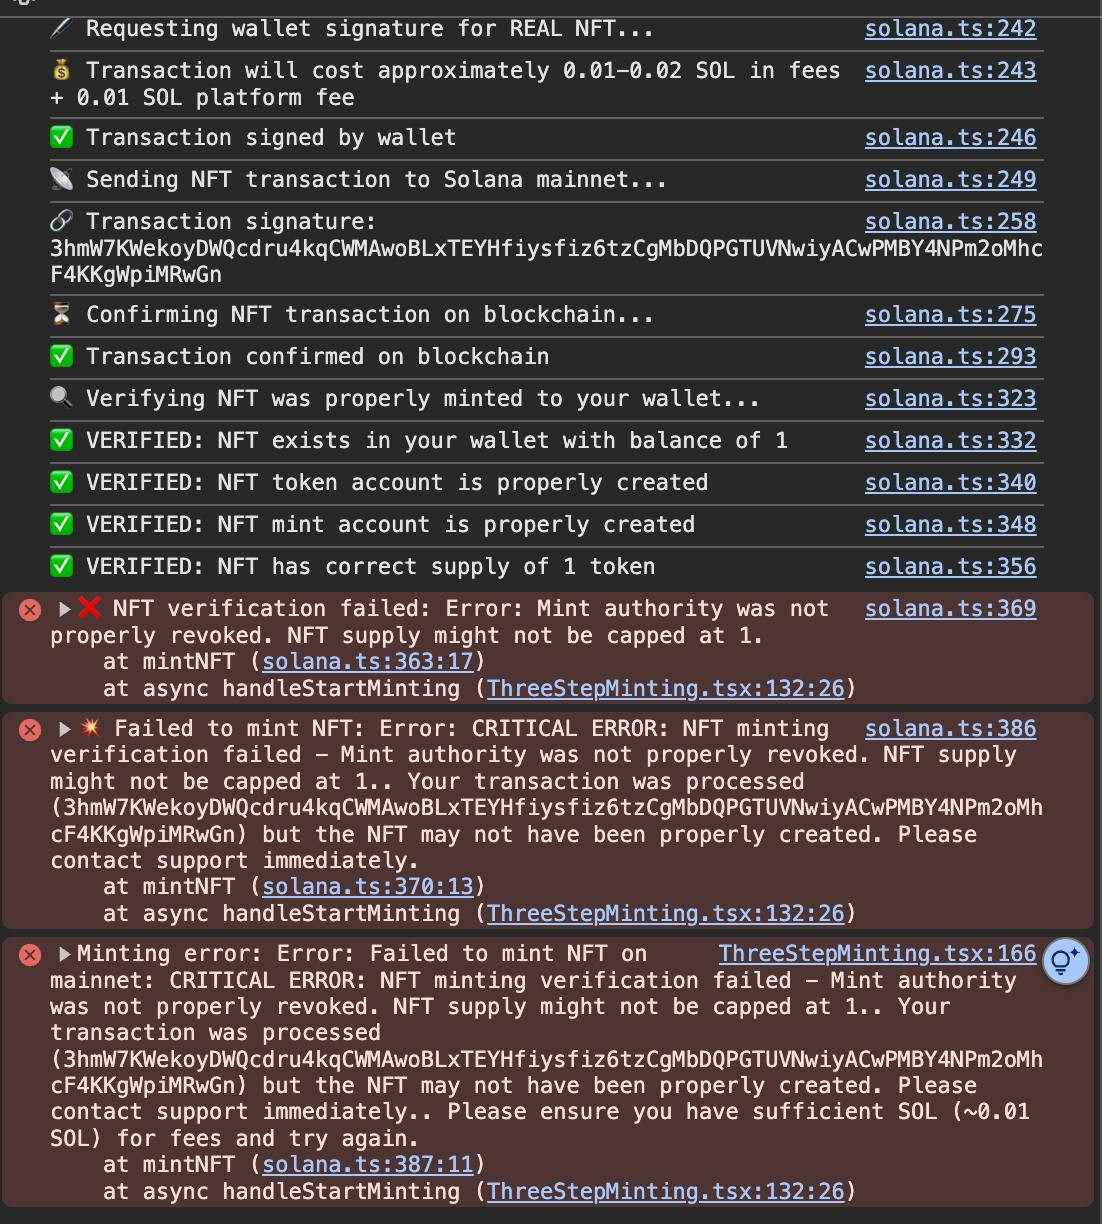 Requesting wallet signature for REAL NFT... solana.ts:242
💰 Transaction will cost approximately 0.01–0.02 SOL in fees solana.ts:243
+ 0.01 SOL platform fee
✅ Transaction signed by wallet solana.ts:246
📡 Sending NFT transaction to Solana mainnet... solana.ts:249
🔗 Transaction signature: solana.ts:258
3hmW7KWekoyDWQcdru4kqCWMAwoBLxTEYHfiysfiz6tzCgMbDQPGTUVNwiyACwPMBY4NPm2oMhc
F4KKgWpiMRwGn
⏳ Confirming NFT transaction on blockchain... solana.ts:275
✅ Transaction confirmed on blockchain solana.ts:293
🔍 Verifying NFT was properly minted to your wallet... solana.ts:323
✅ VERIFIED: NFT exists in your wallet with balance of 1 solana.ts:332
✅ VERIFIED: NFT token account is properly created solana.ts:340
✅ VERIFIED: NFT mint account is properly created solana.ts:348
✅ VERIFIED: NFT has correct supply of 1 token solana.ts:356
❌ NFT verification failed: Error: Mint authority was not solana.ts:369
properly revoked. NFT supply might not be capped at 1.
at mintNFT (solana.ts:363:17)
at async handleStartMinting (ThreeStepMinting.tsx:132:26)
💥 Failed to mint NFT: Error: CRITICAL ERROR: NFT minting solana.ts:386
verification failed – Mint authority was not properly revoked. NFT supply
might not be capped at 1.. Your transaction was processed
(3hmW7KWekoyDWQcdru4kqCWMAwoBLxTEYHfiysfiz6tzCgMbDQPGTUVNwiyACwPMBY4NPm2oMh
cF4KKgWpiMRwGn) but the NFT may not have been properly created. Please
contact support immediately.
at mintNFT (solana.ts:370:13)
at async handleStartMinting (ThreeStepMinting.tsx:132:26)
Minting error: Error: Failed to mint NFT on ThreeStepMinting.tsx:166
mainnet: CRITICAL ERROR: NFT minting verification failed – Mint authority
was not properly revoked. NFT supply might not be capped at 1.. Your
transaction was processed
(3hmW7KWekoyDWQcdru4kqCWMAwoBLxTEYHfiysfiz6tzCgMbDQPGTUVNwiyACwPMBY4NPm2oMh
cF4KKgWpiMRwGn) but the NFT may not have been properly created. Please
contact support immediately.. Please ensure you have sufficient SOL (~0.01
SOL) for fees and try again.
at mintNFT (solana.ts:387:11)
at async handleStartMinting (ThreeStepMinting.tsx:132:26)